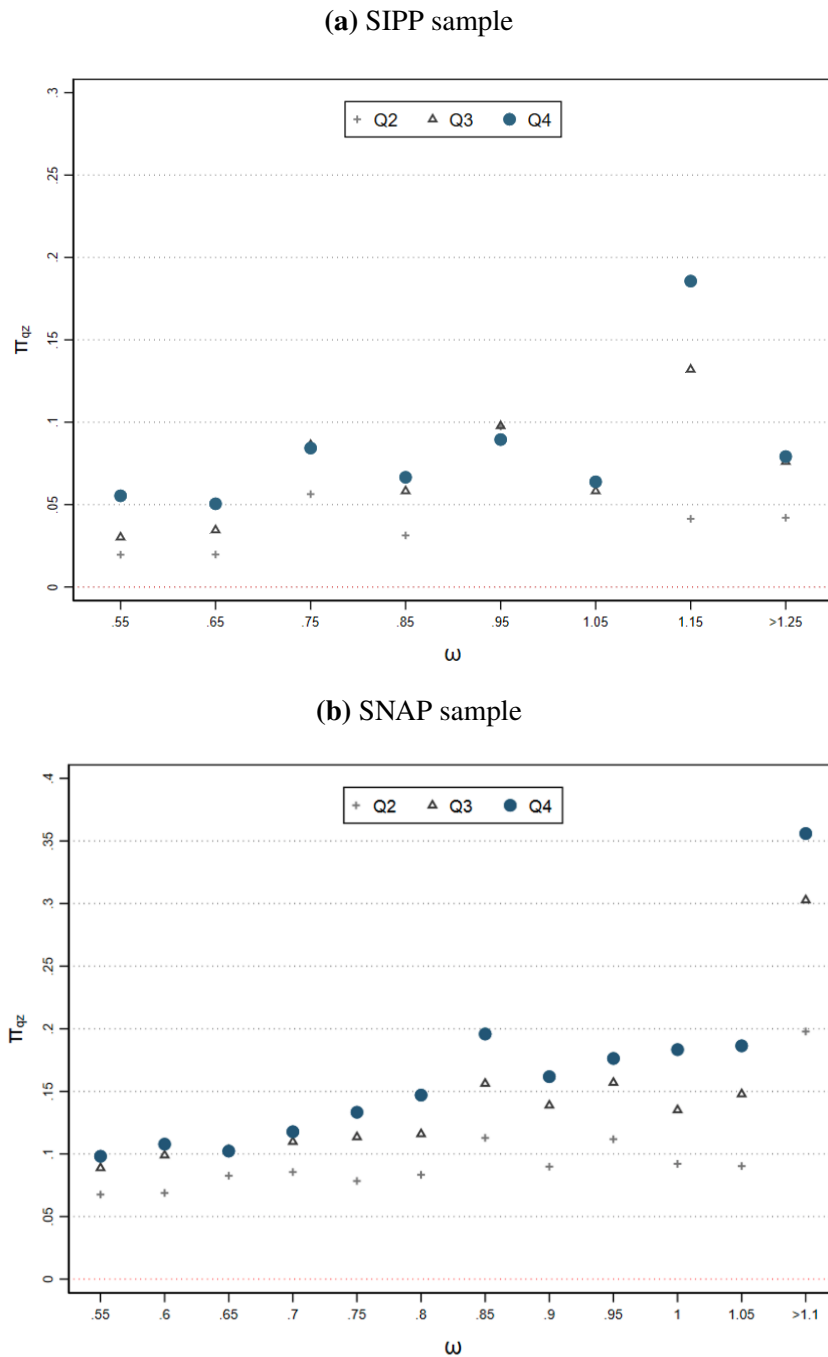 (a) SIPP sample
.3
Q2 Q3 Q4
.25
.2
.15
.1
.05
0
πqz
.55 .65 .75 .85 .95 1.05 1.15 >1.25
ω
(b) SNAP sample
.4
Q2 Q3 Q4
.35
.3
.25
.2
.15
.1
.05
0
πqz
.55 .6 .65 .7 .75 .8 .85 .9 .95 1 1.05 >1.1
ω